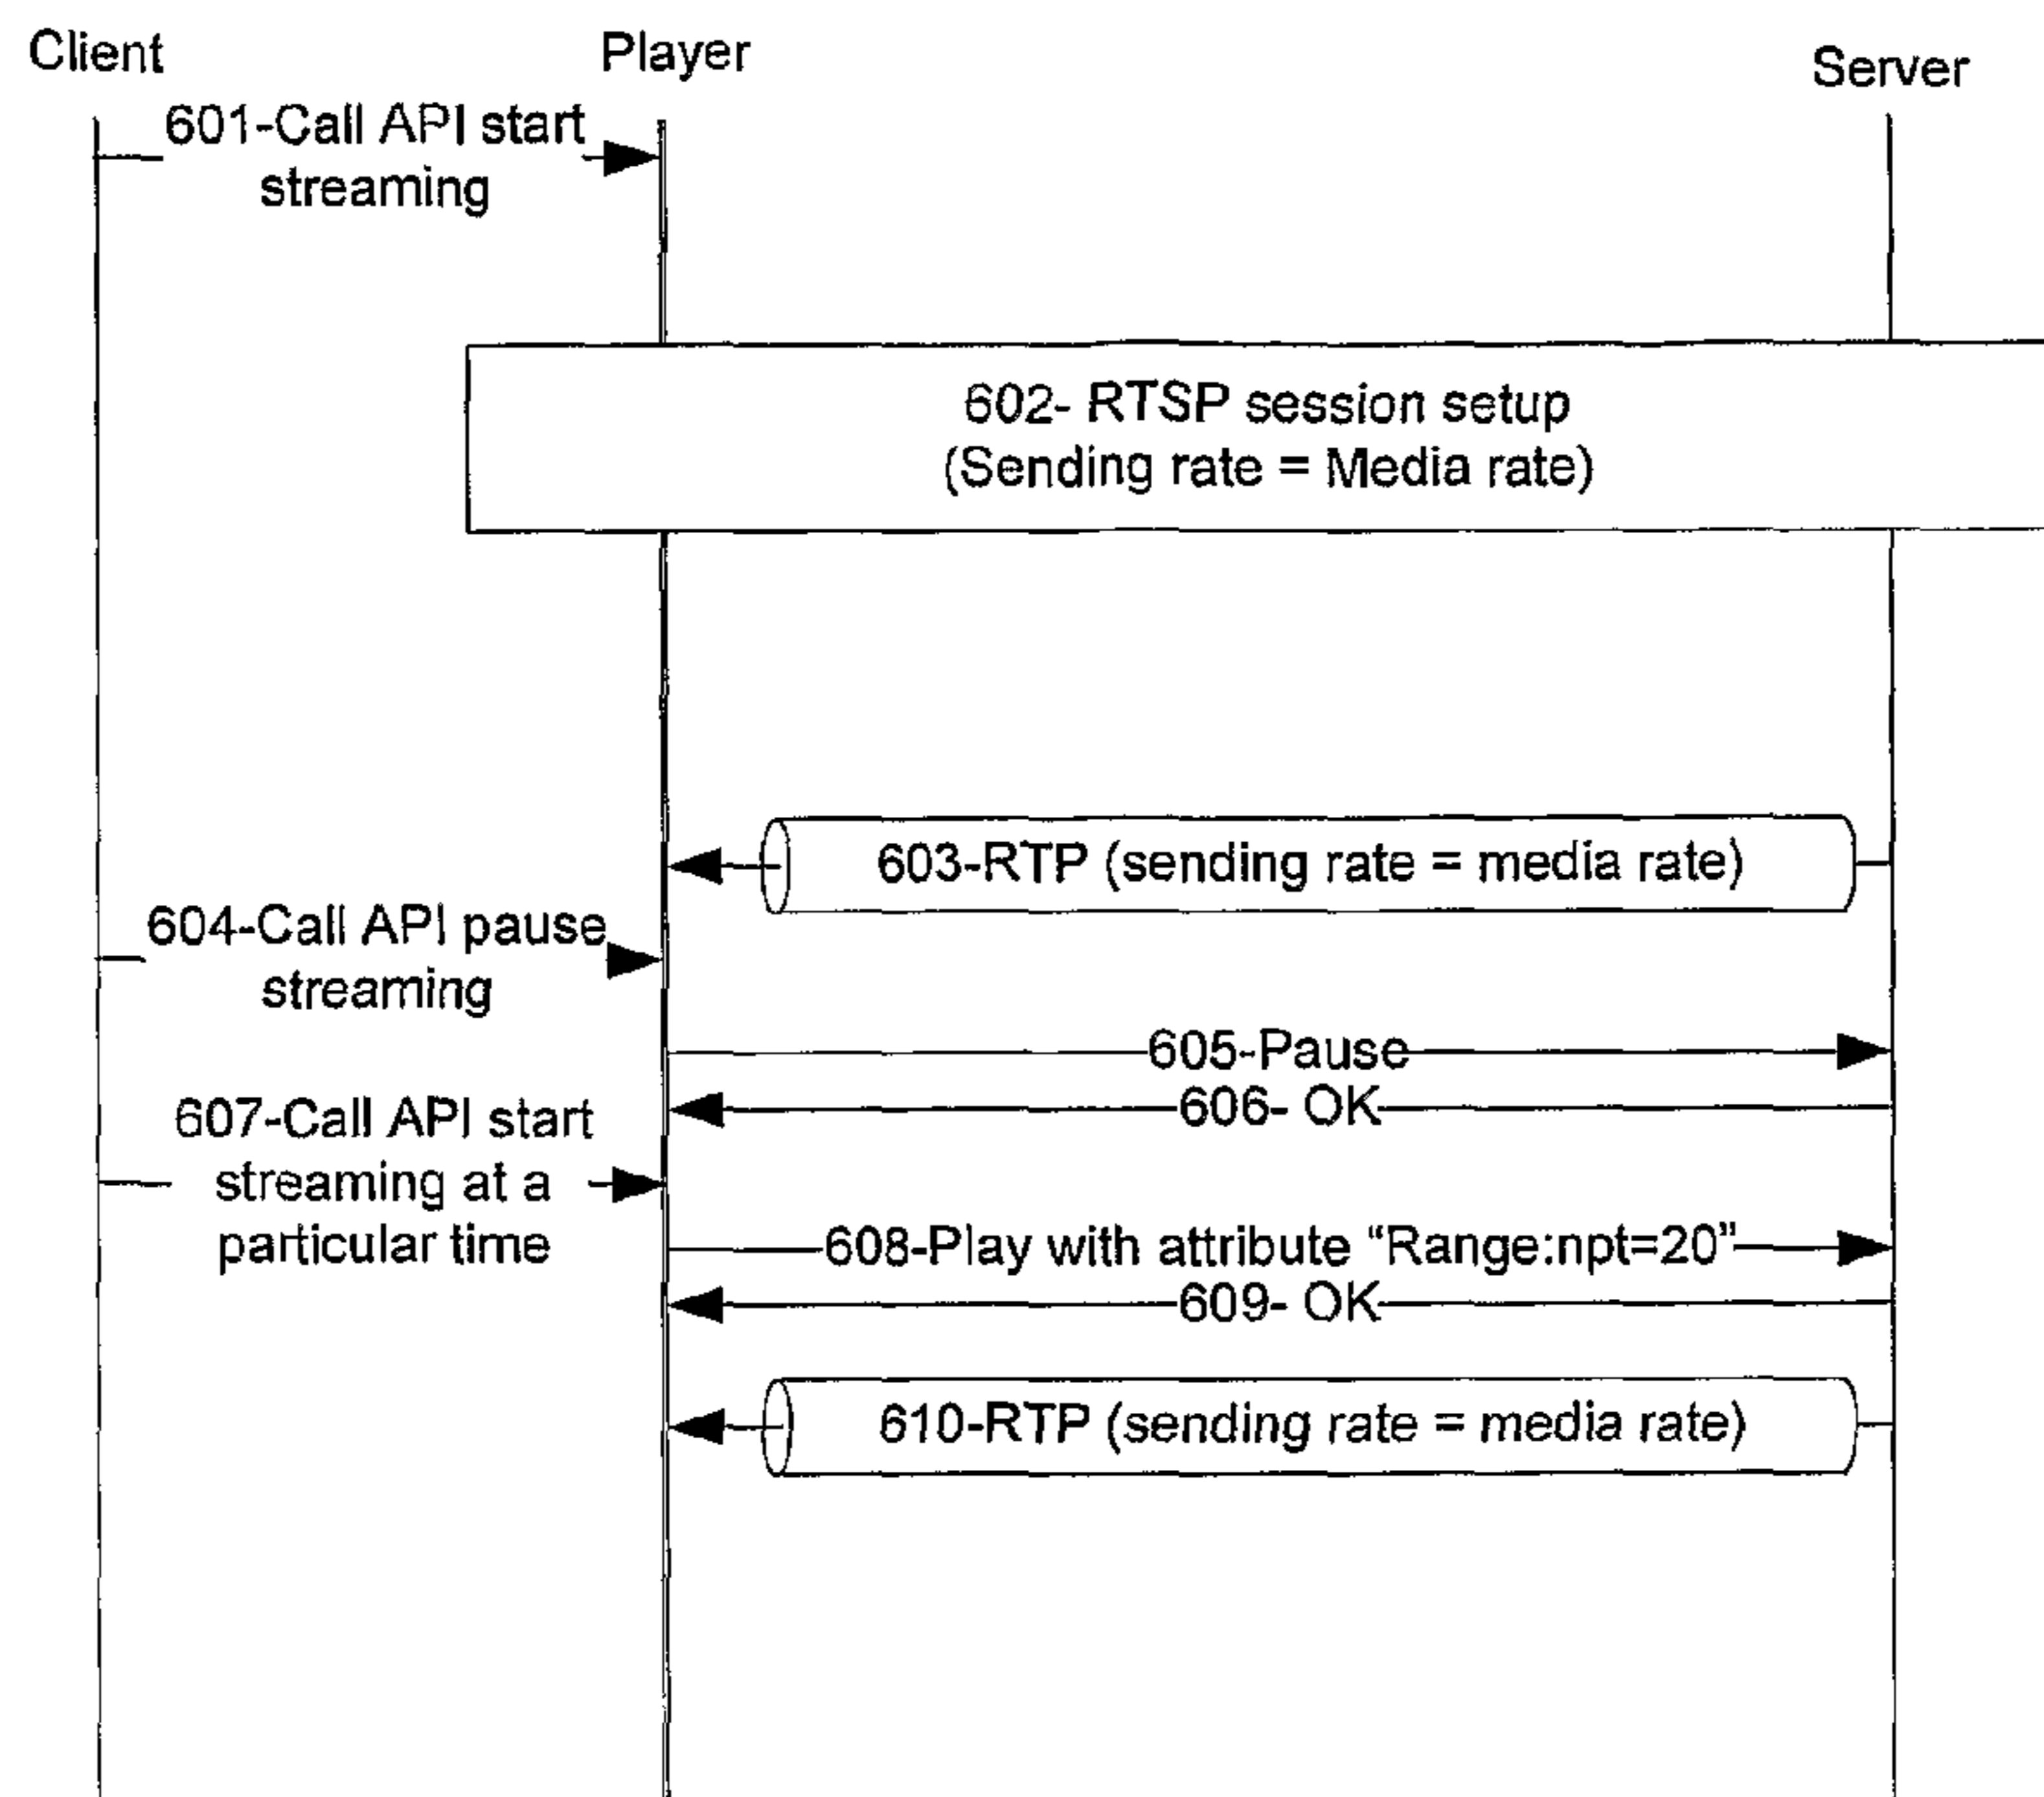 Client
Player
Server
601-Call API start
streaming
602- RTSP session setup
(Sending rate = Media rate)
603-RTP (sending rate = media rate)
604-Call API pause
streaming
605-Pause
606- OK
607-Call API start
streaming at a
particular time
608-Play with attribute “Range:npt=20”
609- OK
610-RTP (sending rate = media rate)